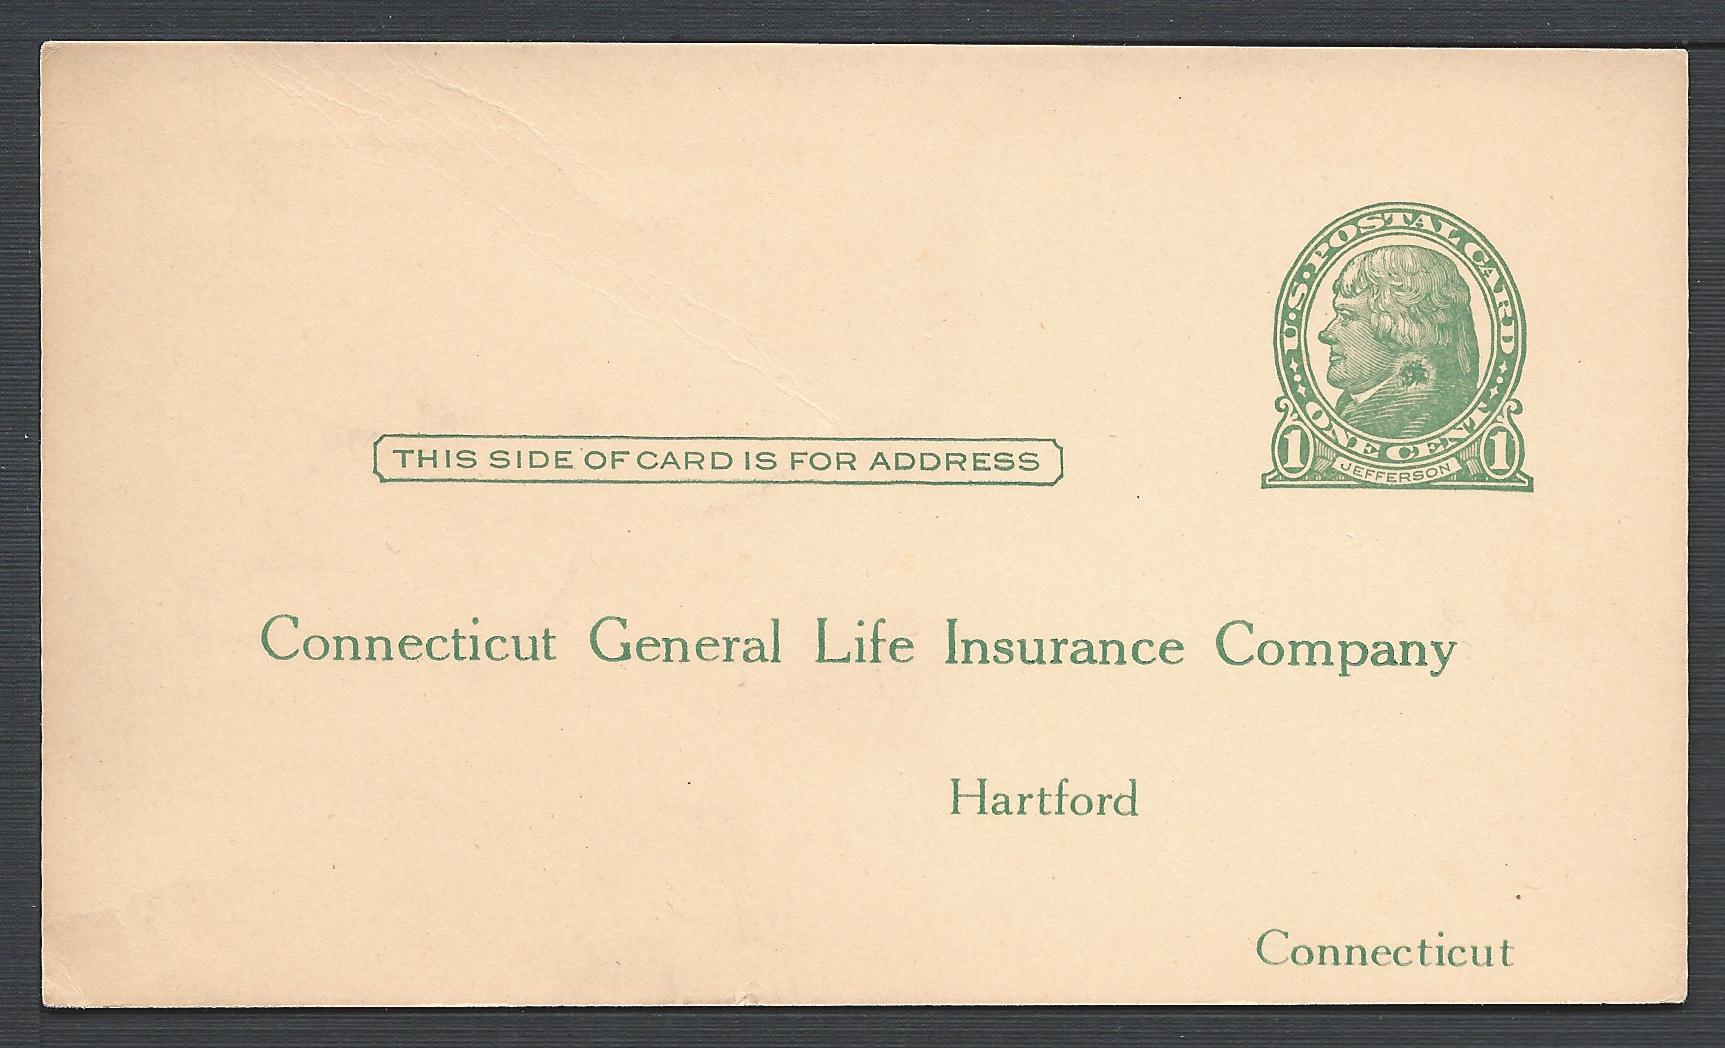 U.S. POSTAL CARD
ONE CENT
1 JEFFERSON 1
THIS SIDE OF CARD IS FOR ADDRESS
Connecticut General Life Insurance Company
Hartford
Connecticut